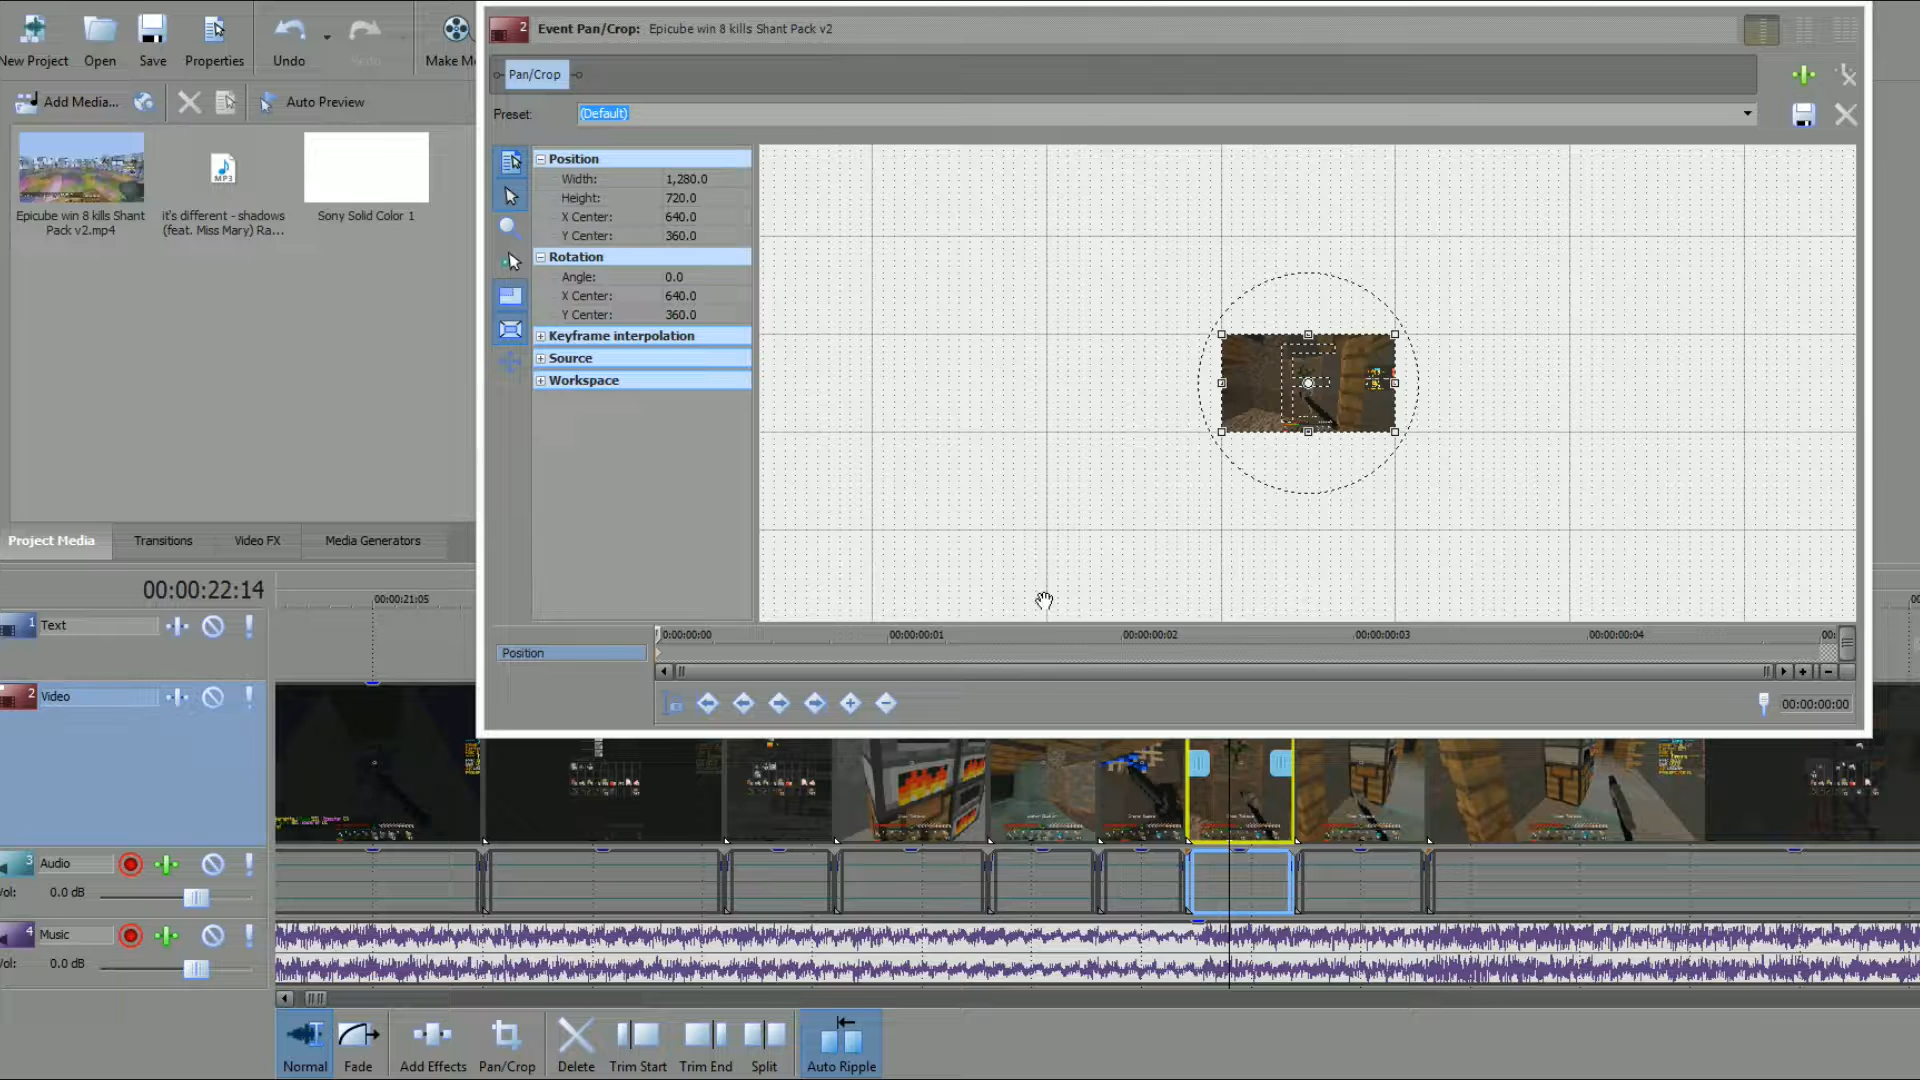 New Project
Open
Save
Properties
Undo
Redo
Make M
2
Event Pan/Crop: Epicube win 8 kills Shant Pack v2
Pan/Crop
Add Media...
Auto Preview
Preset:
(Default)
MP3
Epicube win 8 kills Shant
Pack v2.mp4
it's different - shadows
(feat. Miss Mary) Ra...
Sony Solid Color 1
Position
Width: 1,280.0
Height: 720.0
X Center: 640.0
Y Center: 360.0
Rotation
Angle: 0.0
X Center: 640.0
Y Center: 360.0
Keyframe interpolation
Source
Workspace
Project Media
Transitions
Video FX
Media Generators
00:00:22:14
00:00:21:05
0:00:00:00
00:00:00:01
00:00:00:02
00:00:00:03
00:00:00:04
00:
Position
00:00:00:00
1
Text
2
Video
3
Audio
Vol: 0.0 dB
4
Music
Vol: 0.0 dB
Normal
Fade
Add Effects
Pan/Crop
Delete
Trim Start
Trim End
Split
Auto Ripple